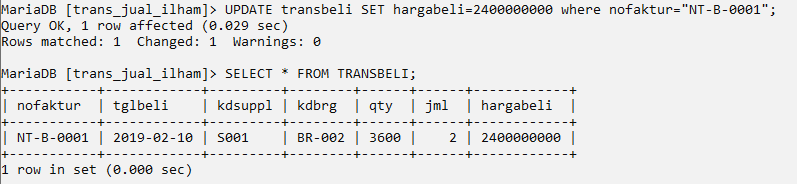 MariaDB [trans_jual_ilham]> UPDATE transbeli SET hargabeli=2400000000 where nofaktur="NT-B-0001";
Query OK, 1 row affected (0.029 sec)
Rows matched: 1  Changed: 1  Warnings: 0
MariaDB [trans_jual_ilham]> SELECT * FROM TRANSBELI;
+-----------+------------+---------+--------+------+-----+------------+
| nofaktur  | tglbeli    | kdsuppl | kdbrg  | qty  | jml | hargabeli  |
+-----------+------------+---------+--------+------+-----+------------+
| NT-B-0001 | 2019-02-10 | S001    | BR-002 | 3600 |   2 | 2400000000 |
+-----------+------------+---------+--------+------+-----+------------+
1 row in set (0.000 sec)